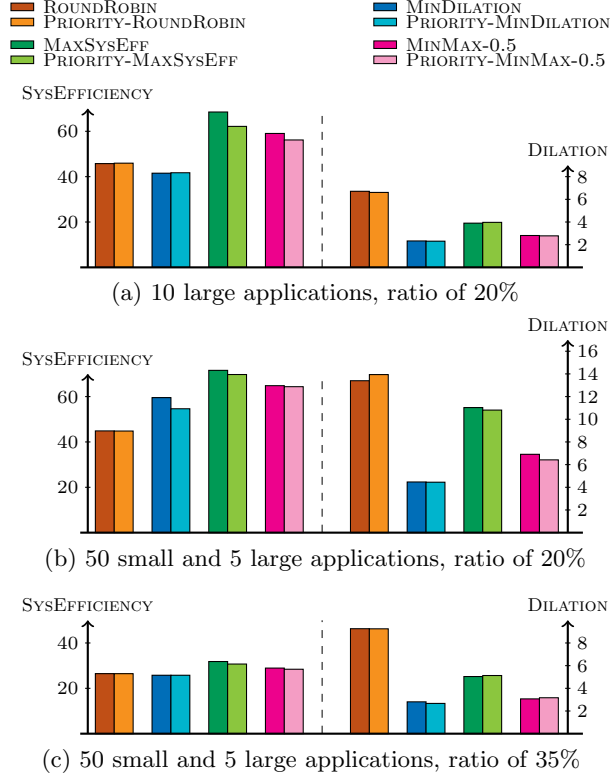 ROUNDROBIN MINDILATION
PRIORITY-ROUNDROBIN PRIORITY-MINDILATION
MAXSYSEFF MINMAX-0.5
PRIORITY-MAXSYSEFF PRIORITY-MINMAX-0.5
SYSEFFICIENCY
DILATION
60
40
20
8
6
4
2
(a) 10 large applications, ratio of 20%
SYSEFFICIENCY
DILATION
60
40
20
16
14
12
10
8
6
4
2
(b) 50 small and 5 large applications, ratio of 20%
SYSEFFICIENCY
DILATION
40
20
8
6
4
2
(c) 50 small and 5 large applications, ratio of 35%